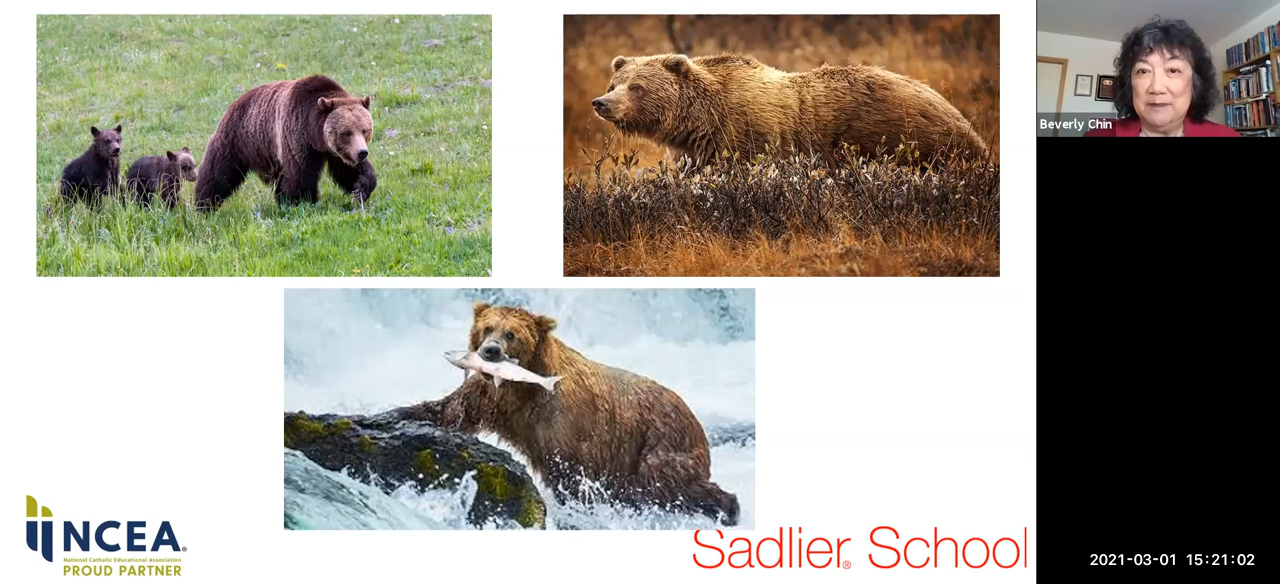 Beverly Chin
NCEA®
National Catholic Educational Association
PROUD PARTNER
Sadlier® School
2021-03-01 15:21:02